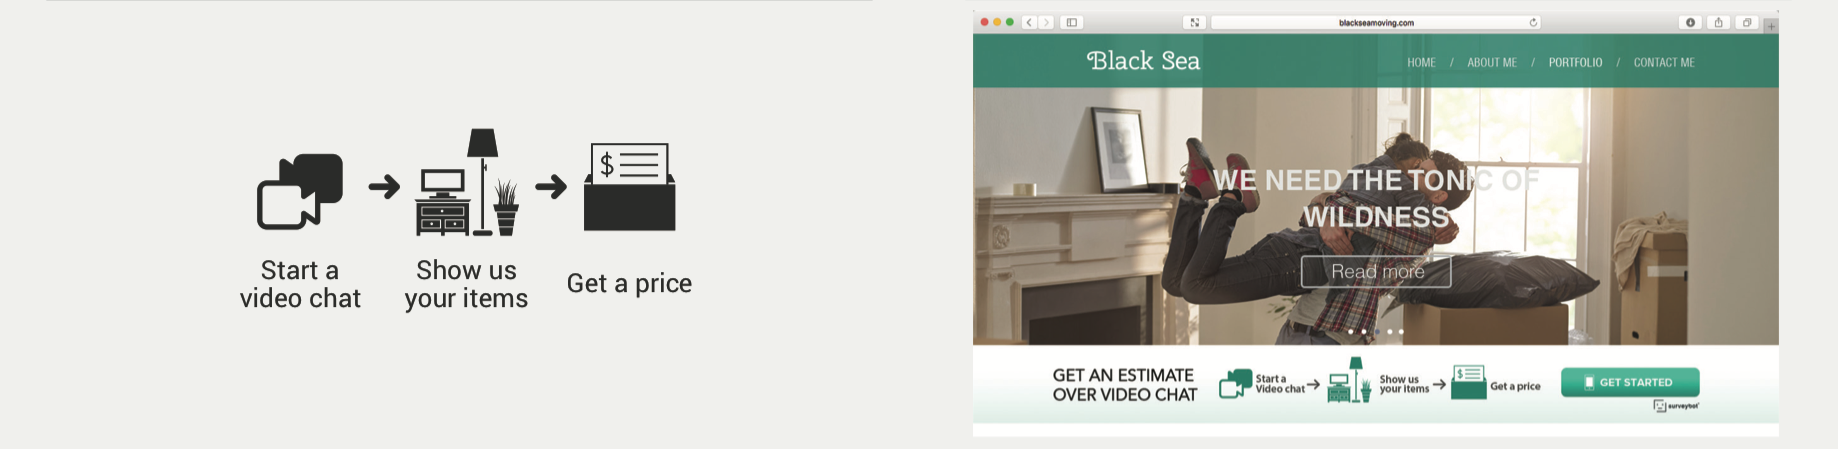 Start a
video chat
Show us
your items
$
Get a price
blackseamoving.com
Black Sea
HOME / ABOUT ME / PORTFOLIO / CONTACT ME
WE NEED THE TONIC OF
WILDNESS
Read more
GET AN ESTIMATE
OVER VIDEO CHAT
Start a
Video chat
Show us
your items
$
Get a price
GET STARTED
surveybot